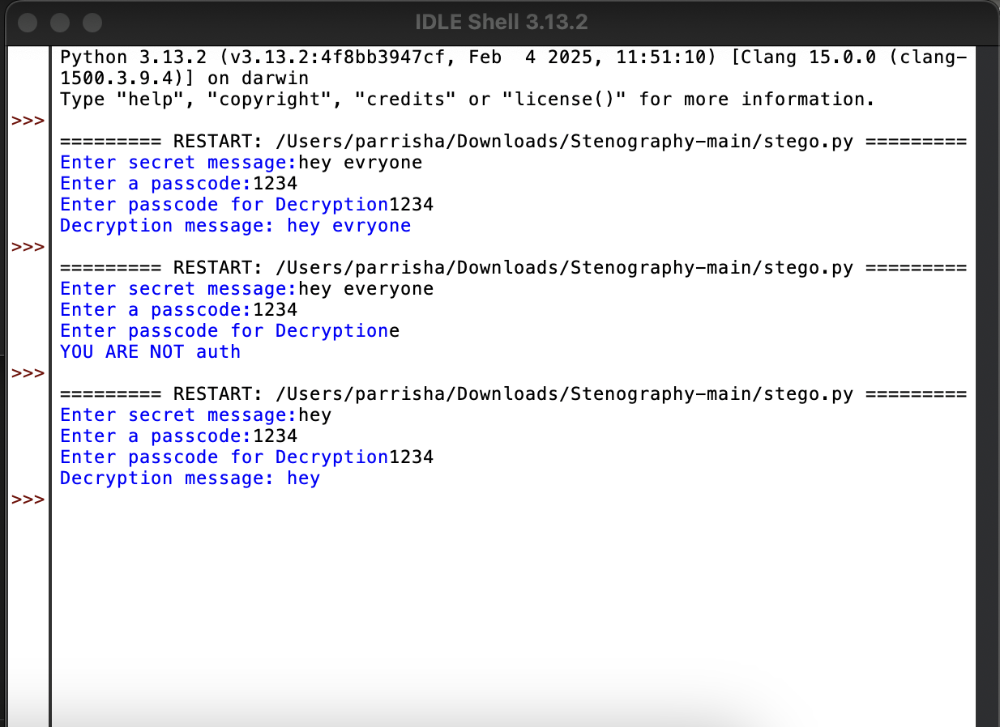 IDLE Shell 3.13.2
Python 3.13.2 (v3.13.2:4f8bb3947cf, Feb  4 2025, 11:51:10) [Clang 15.0.0 (clang-
1500.3.9.4)] on darwin
Type "help", "copyright", "credits" or "license()" for more information.
>>>
========= RESTART: /Users/parrisha/Downloads/Stenography-main/stego.py =========
Enter secret message:hey evryone
Enter a passcode:1234
Enter passcode for Decryption1234
Decryption message: hey evryone
>>>
========= RESTART: /Users/parrisha/Downloads/Stenography-main/stego.py =========
Enter secret message:hey everyone
Enter a passcode:1234
Enter passcode for Decryptione
YOU ARE NOT auth
>>>
========= RESTART: /Users/parrisha/Downloads/Stenography-main/stego.py =========
Enter secret message:hey
Enter a passcode:1234
Enter passcode for Decryption1234
Decryption message: hey
>>>